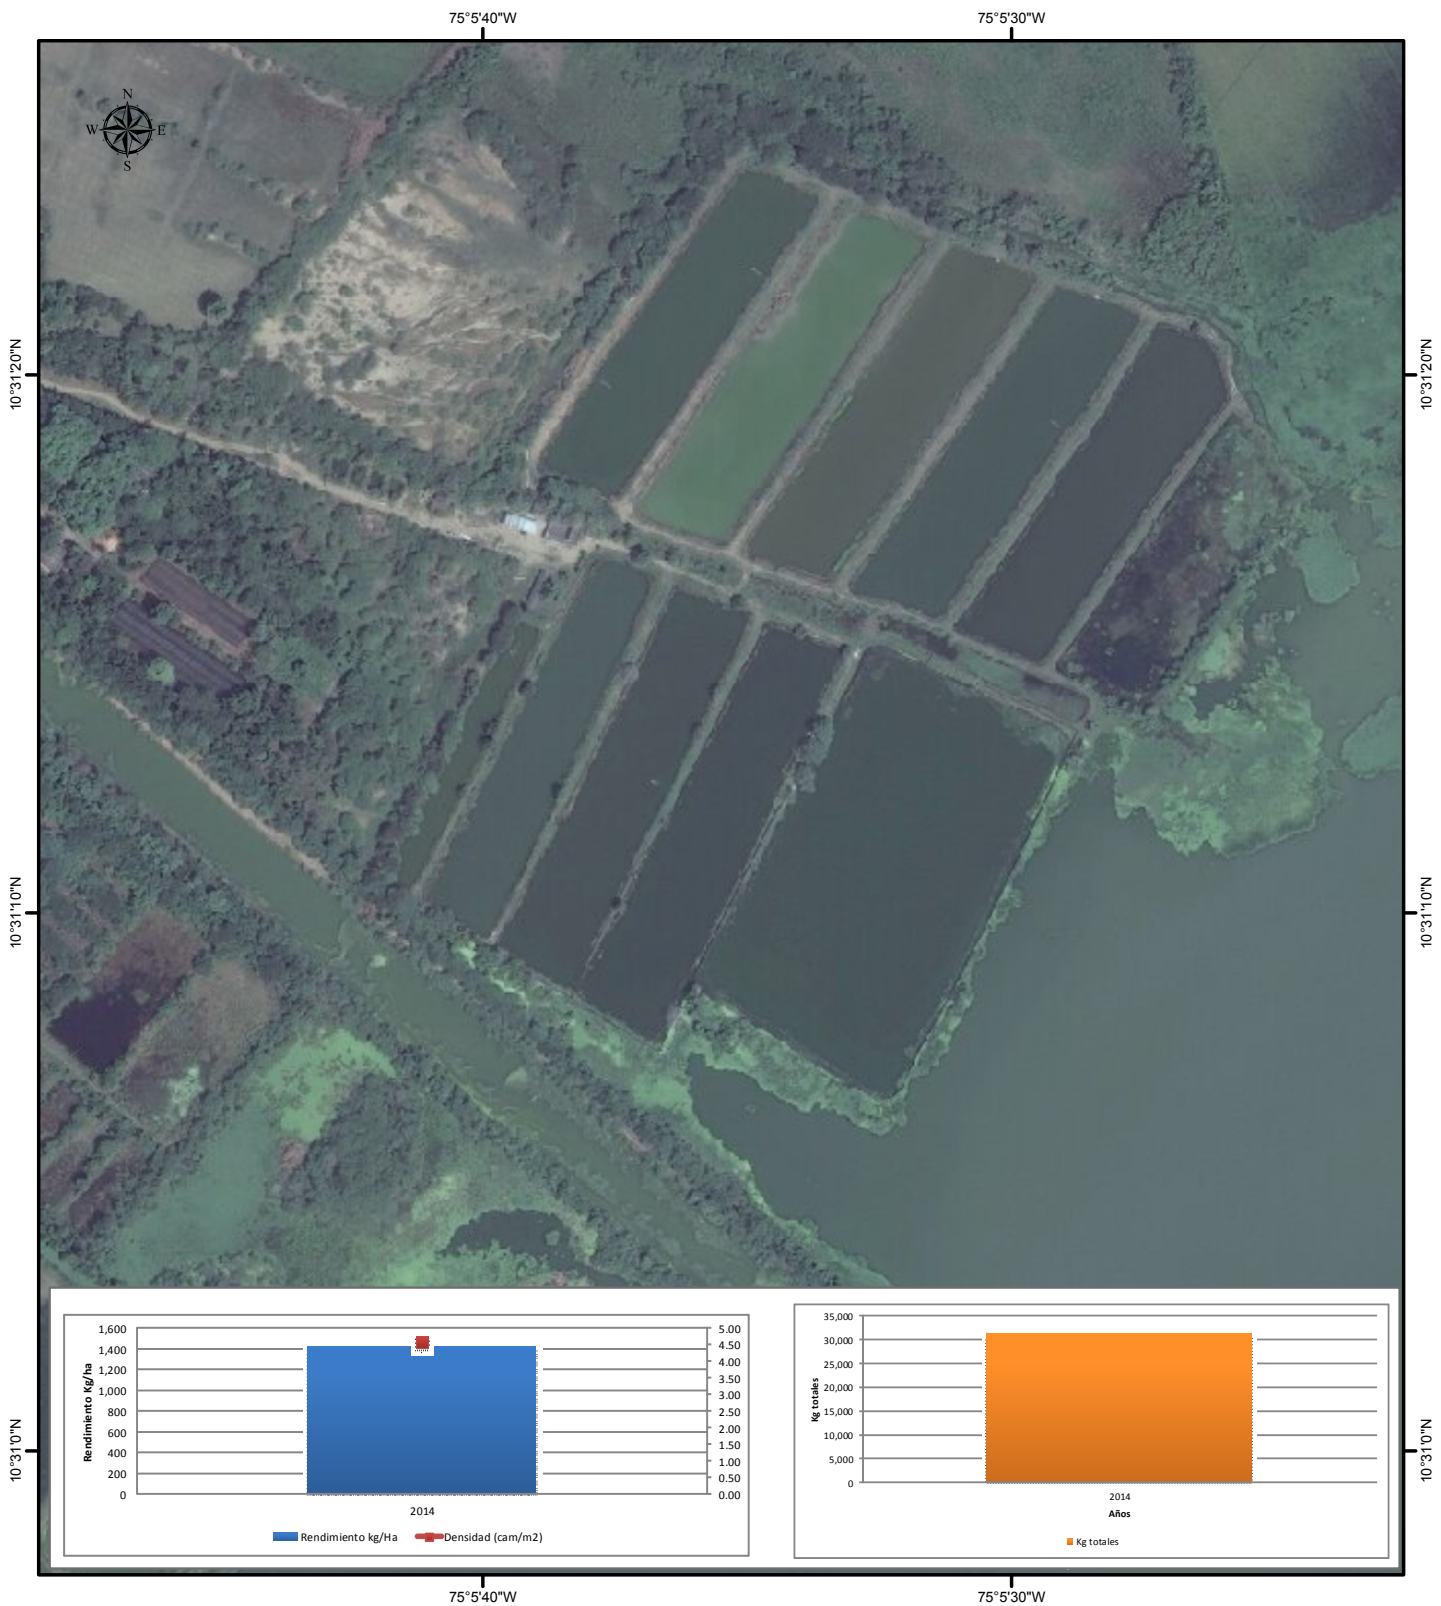 75°5'40"W
75°5'30"W
N
W
E
S
10°31'20"N
10°31'20"N
10°31'10"N
10°31'10"N
10°31'0"N
10°31'0"N
1,600
1,400
1,200
1,000
800
600
400
200
0
Rendimiento Kg/ha
5.00
4.50
4.00
3.50
3.00
2.50
2.00
1.50
1.00
0.50
0.00
2014
Rendimiento kg/Ha
Densidad (cam/m2)
35,000
30,000
25,000
20,000
15,000
10,000
5,000
0
Kg totales
2014
Años
Kg totales
75°5'40"W
75°5'30"W